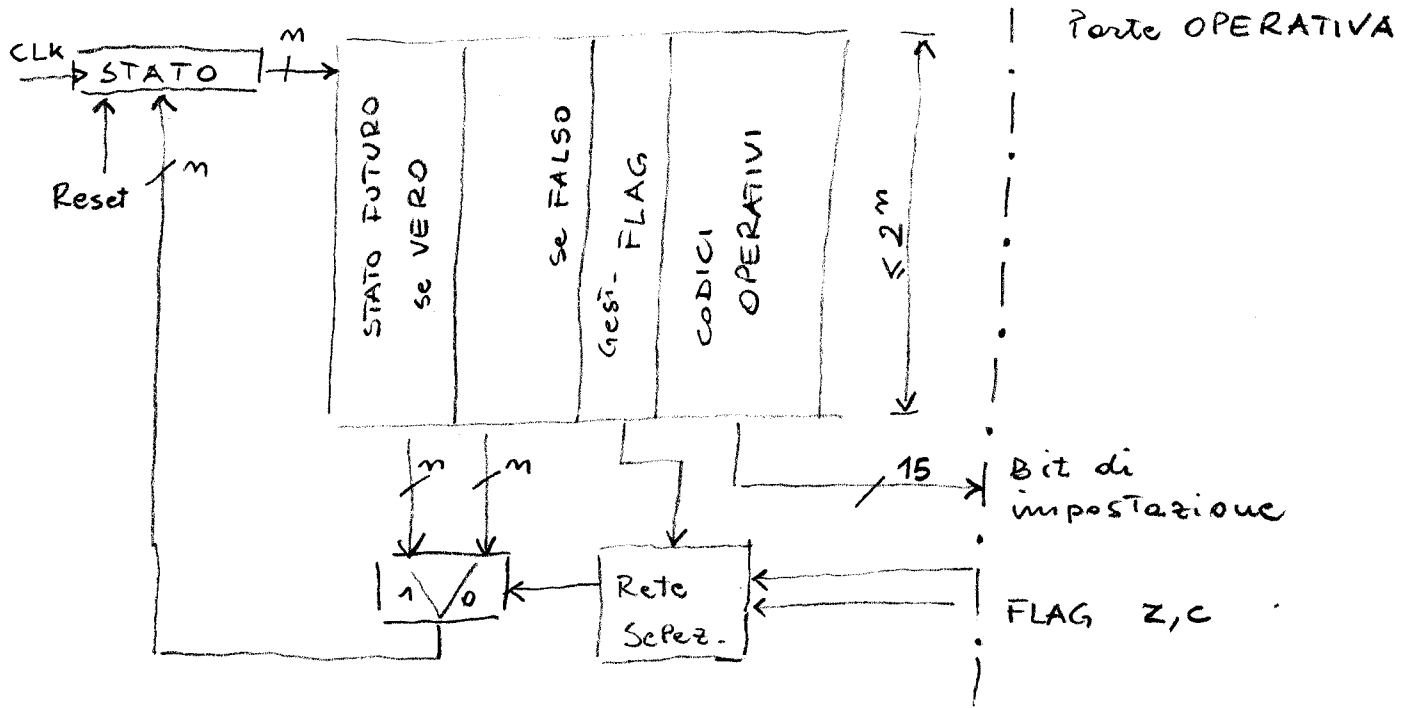 Parte OPERATIVA
CLK
STATO
n
Reset
n
STATO FUTURO
se VERO
se FALSO
Gest.
FLAG
CODICI
OPERATIVI
≤ 2ⁿ
n
n
15
Bit di
impostazione
1
0
Rete
Selez.
FLAG Z, C